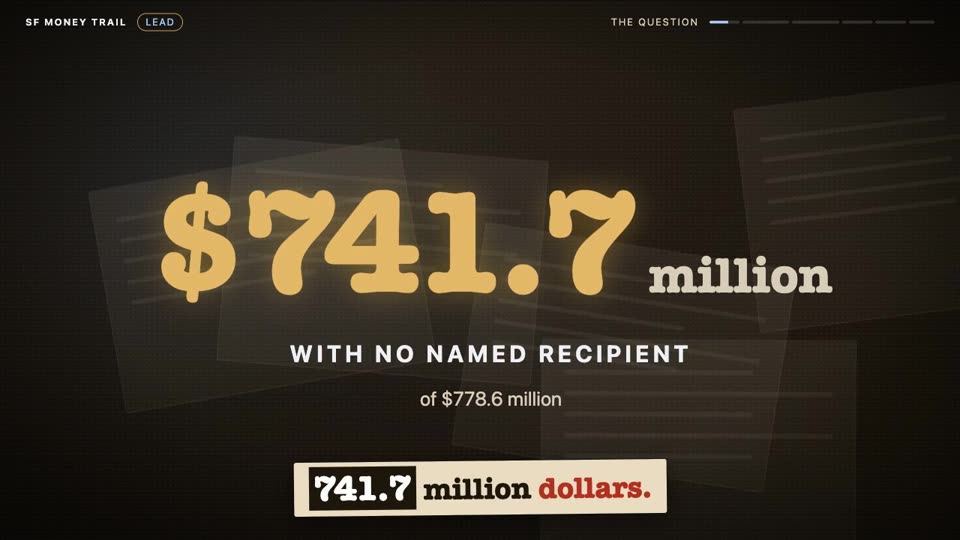 SF MONEY TRAIL LEAD THE QUESTION
$741.7 million
WITH NO NAMED RECIPIENT
of $778.6 million
741.7 million dollars.